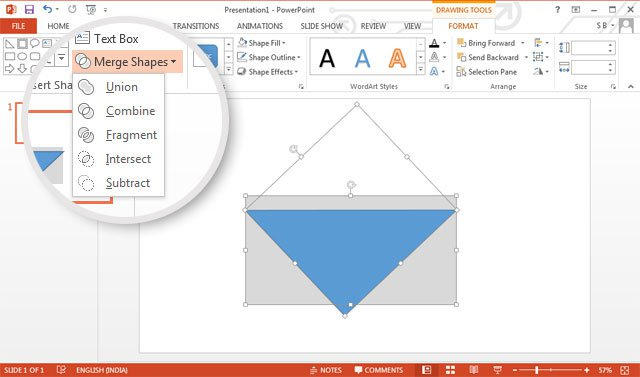 Presentation1 - PowerPoint
DRAWING TOOLS
FILE
HOME
TRANSITIONS
ANIMATIONS
SLIDE SHOW
REVIEW
VIEW
FORMAT
S B
Text Box
Merge Shapes
Shape Fill
Shape Outline
Shape Effects
A
A
A
WordArt Styles
Bring Forward
Send Backward
Selection Pane
Arrange
Size
ert Sha
Union
Combine
Fragment
Intersect
Subtract
1
SLIDE 1 OF 1
ENGLISH (INDIA)
NOTES
COMMENTS
57%